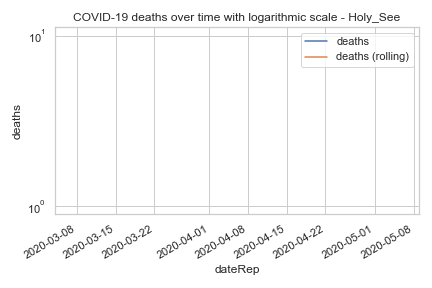 COVID-19 deaths over time with logarithmic scale - Holy_See
deaths
deaths (rolling)
10¹
10⁰
deaths
2020-03-08
2020-03-15
2020-03-22
2020-04-01
2020-04-08
2020-04-15
2020-04-22
2020-05-01
2020-05-08
dateRep